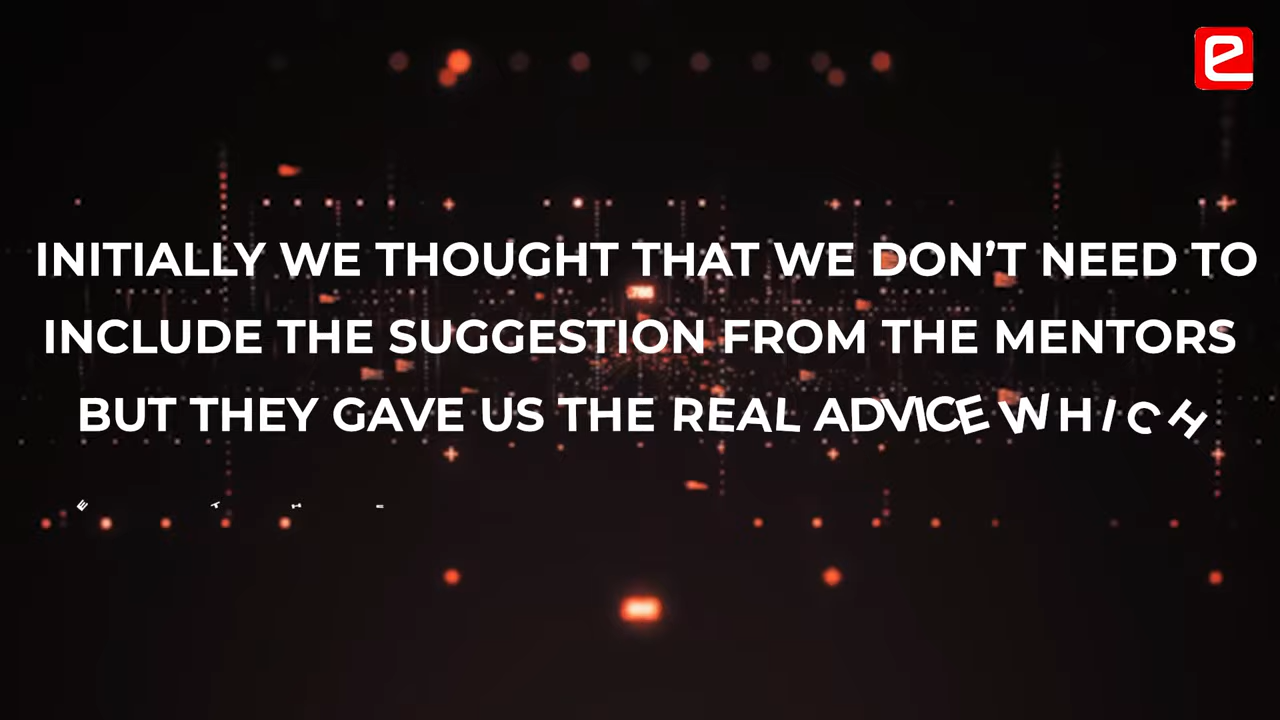 INITIALLY WE THOUGHT THAT WE DON'T NEED TO
INCLUDE THE SUGGESTION FROM THE MENTORS
BUT THEY GAVE US THE REAL ADVICE WHICH